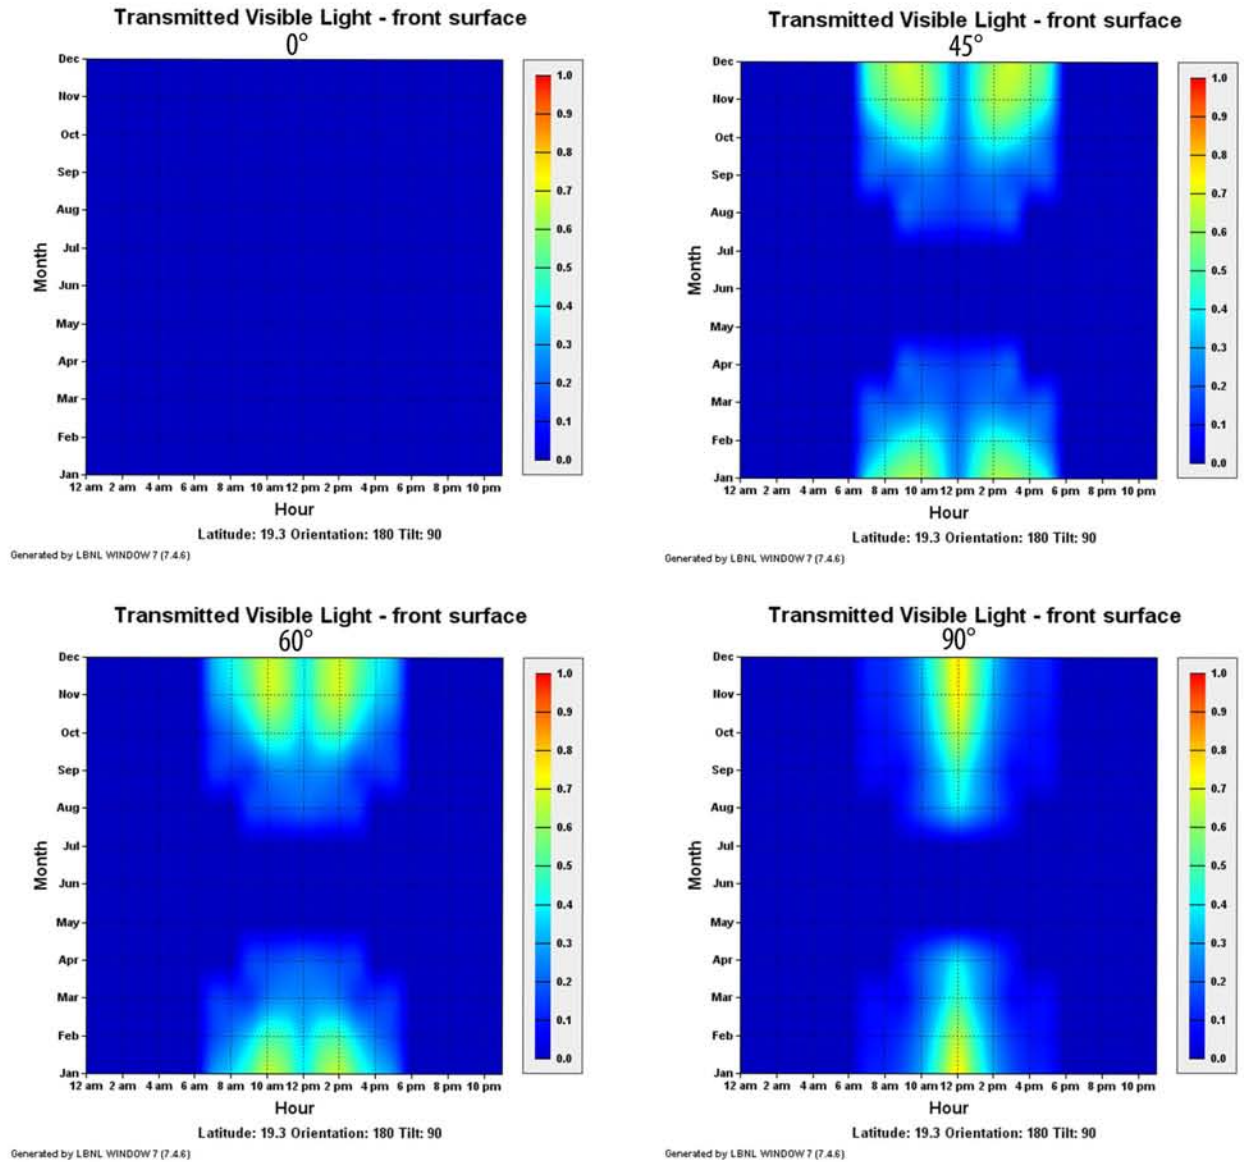 Transmitted Visible Light - front surface
0°
Dec
Nov
Oct
Sep
Aug
Jul
Jun
May
Apr
Mar
Feb
Jan
Month
12 am 2 am 4 am 6 am 8 am 10 am 12 pm 2 pm 4 pm 6 pm 8 pm 10 pm
Hour
1.0
0.9
0.8
0.7
0.6
0.5
0.4
0.3
0.2
0.1
0.0
Latitude: 19.3 Orientation: 180 Tilt: 90
Generated by LBNL WINDOW 7 (7.4.6)
Transmitted Visible Light - front surface
45°
Dec
Nov
Oct
Sep
Aug
Jul
Jun
May
Apr
Mar
Feb
Jan
Month
12 am 2 am 4 am 6 am 8 am 10 am 12 pm 2 pm 4 pm 6 pm 8 pm 10 pm
Hour
1.0
0.9
0.8
0.7
0.6
0.5
0.4
0.3
0.2
0.1
0.0
Latitude: 19.3 Orientation: 180 Tilt: 90
Generated by LBNL WINDOW 7 (7.4.6)
Transmitted Visible Light - front surface
60°
Dec
Nov
Oct
Sep
Aug
Jul
Jun
May
Apr
Mar
Feb
Jan
Month
12 am 2 am 4 am 6 am 8 am 10 am 12 pm 2 pm 4 pm 6 pm 8 pm 10 pm
Hour
1.0
0.9
0.8
0.7
0.6
0.5
0.4
0.3
0.2
0.1
0.0
Latitude: 19.3 Orientation: 180 Tilt: 90
Generated by LBNL WINDOW 7 (7.4.6)
Transmitted Visible Light - front surface
90°
Dec
Nov
Oct
Sep
Aug
Jul
Jun
May
Apr
Mar
Feb
Jan
Month
12 am 2 am 4 am 6 am 8 am 10 am 12 pm 2 pm 4 pm 6 pm 8 pm 10 pm
Hour
1.0
0.9
0.8
0.7
0.6
0.5
0.4
0.3
0.2
0.1
0.0
Latitude: 19.3 Orientation: 180 Tilt: 90
Generated by LBNL WINDOW 7 (7.4.6)